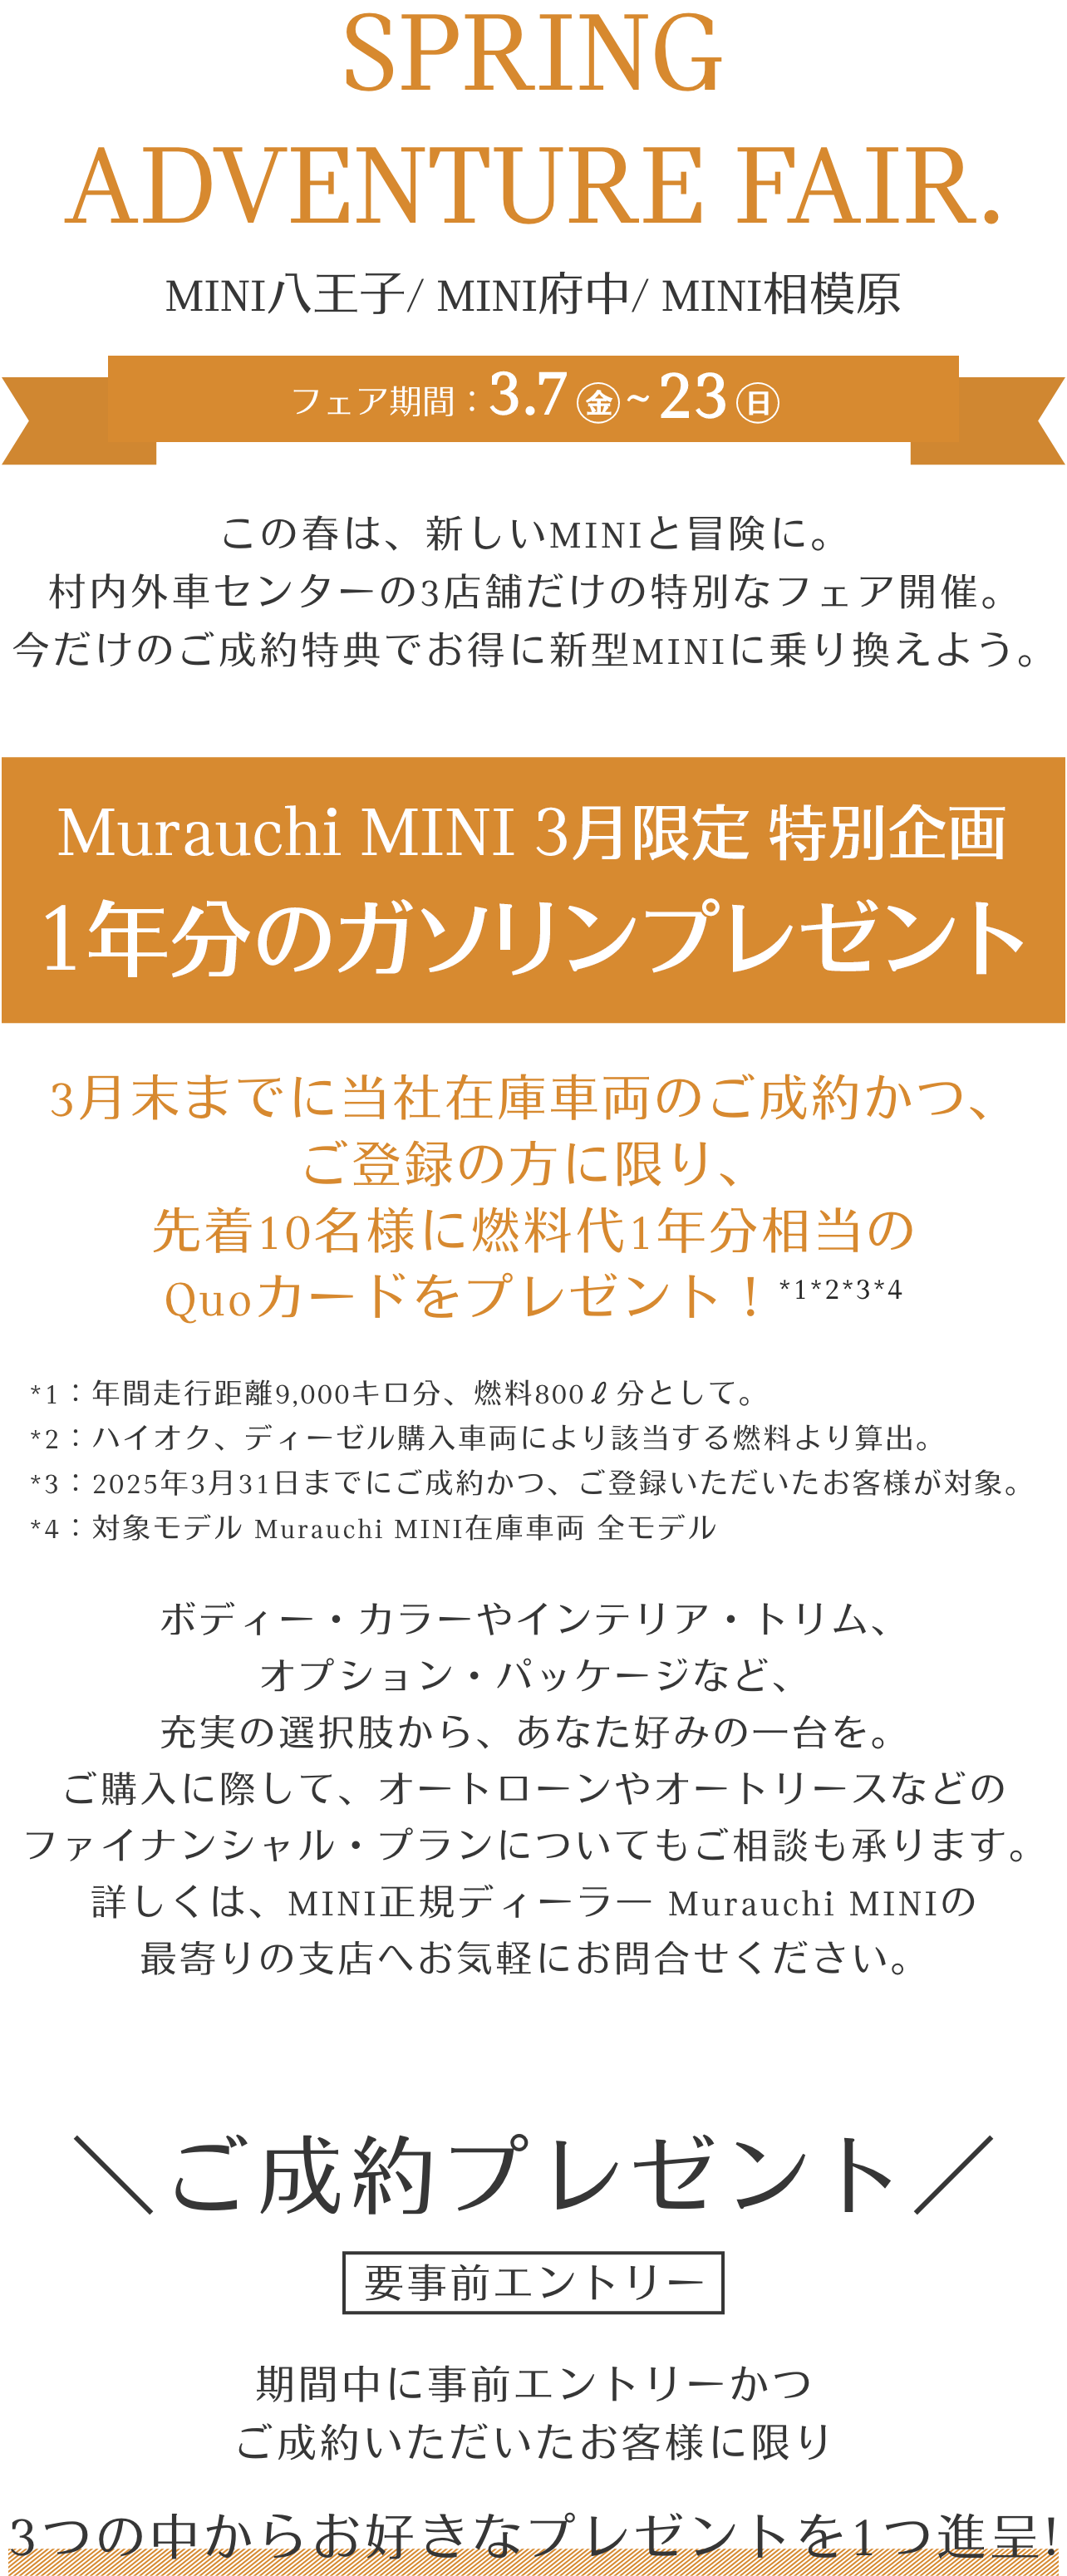 SPRING
ADVENTURE FAIR.
MINI八王子/ MINI府中/ MINI相模原
フェア期間：3.7㊎~23㊐
この春は、新しいMINIと冒険に。
村内外車センターの3店舗だけの特別なフェア開催。
今だけのご成約特典でお得に新型MINIに乗り換えよう。
Murauchi MINI 3月限定 特別企画
1年分のガソリンプレゼント
3月末までに当社在庫車両のご成約かつ、
ご登録の方に限り、
先着10名様に燃料代1年分相当の
Quoカードをプレゼント！*1*2*3*4
*1：年間走行距離9,000キロ分、燃料800ℓ分として。
*2：ハイオク、ディーゼル購入車両により該当する燃料より算出。
*3：2025年3月31日までにご成約かつ、ご登録いただいたお客様が対象。
*4：対象モデル Murauchi MINI在庫車両 全モデル
ボディー・カラーやインテリア・トリム、
オプション・パッケージなど、
充実の選択肢から、あなた好みの一台を。
ご購入に際して、オートローンやオートリースなどの
ファイナンシャル・プランについてもご相談も承ります。
詳しくは、MINI正規ディーラー Murauchi MINIの
最寄りの支店へお気軽にお問合せください。
＼ご成約プレゼント／
要事前エントリー
期間中に事前エントリーかつ
ご成約いただいたお客様に限り
3つの中からお好きなプレゼントを1つ進呈!